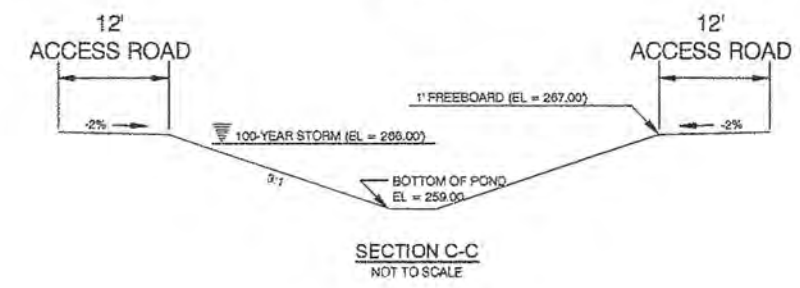 12'
ACCESS ROAD
12'
ACCESS ROAD
1' FREEBOARD (EL = 267.00')
-2%
100-YEAR STORM (EL = 266.00')
-2%
3:1
BOTTOM OF POND
EL = 259.00
SECTION C-C
NOT TO SCALE